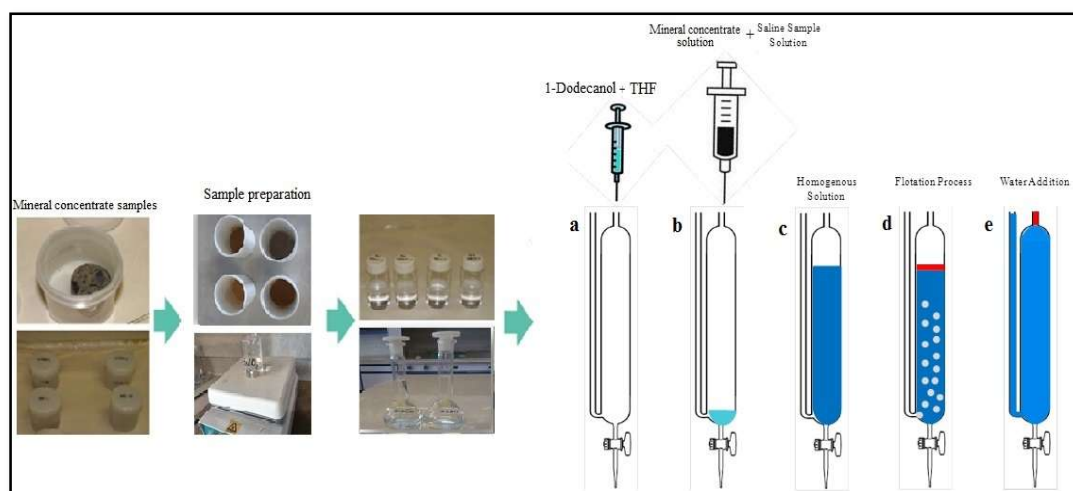 Mineral concentrate samples
Sample preparation
1-Dodecanol + THF
Mineral concentrate
solution
+
Saline Sample
Solution
a
b
Homogenous
Solution
c
Flotation Process
d
Water Addition
e